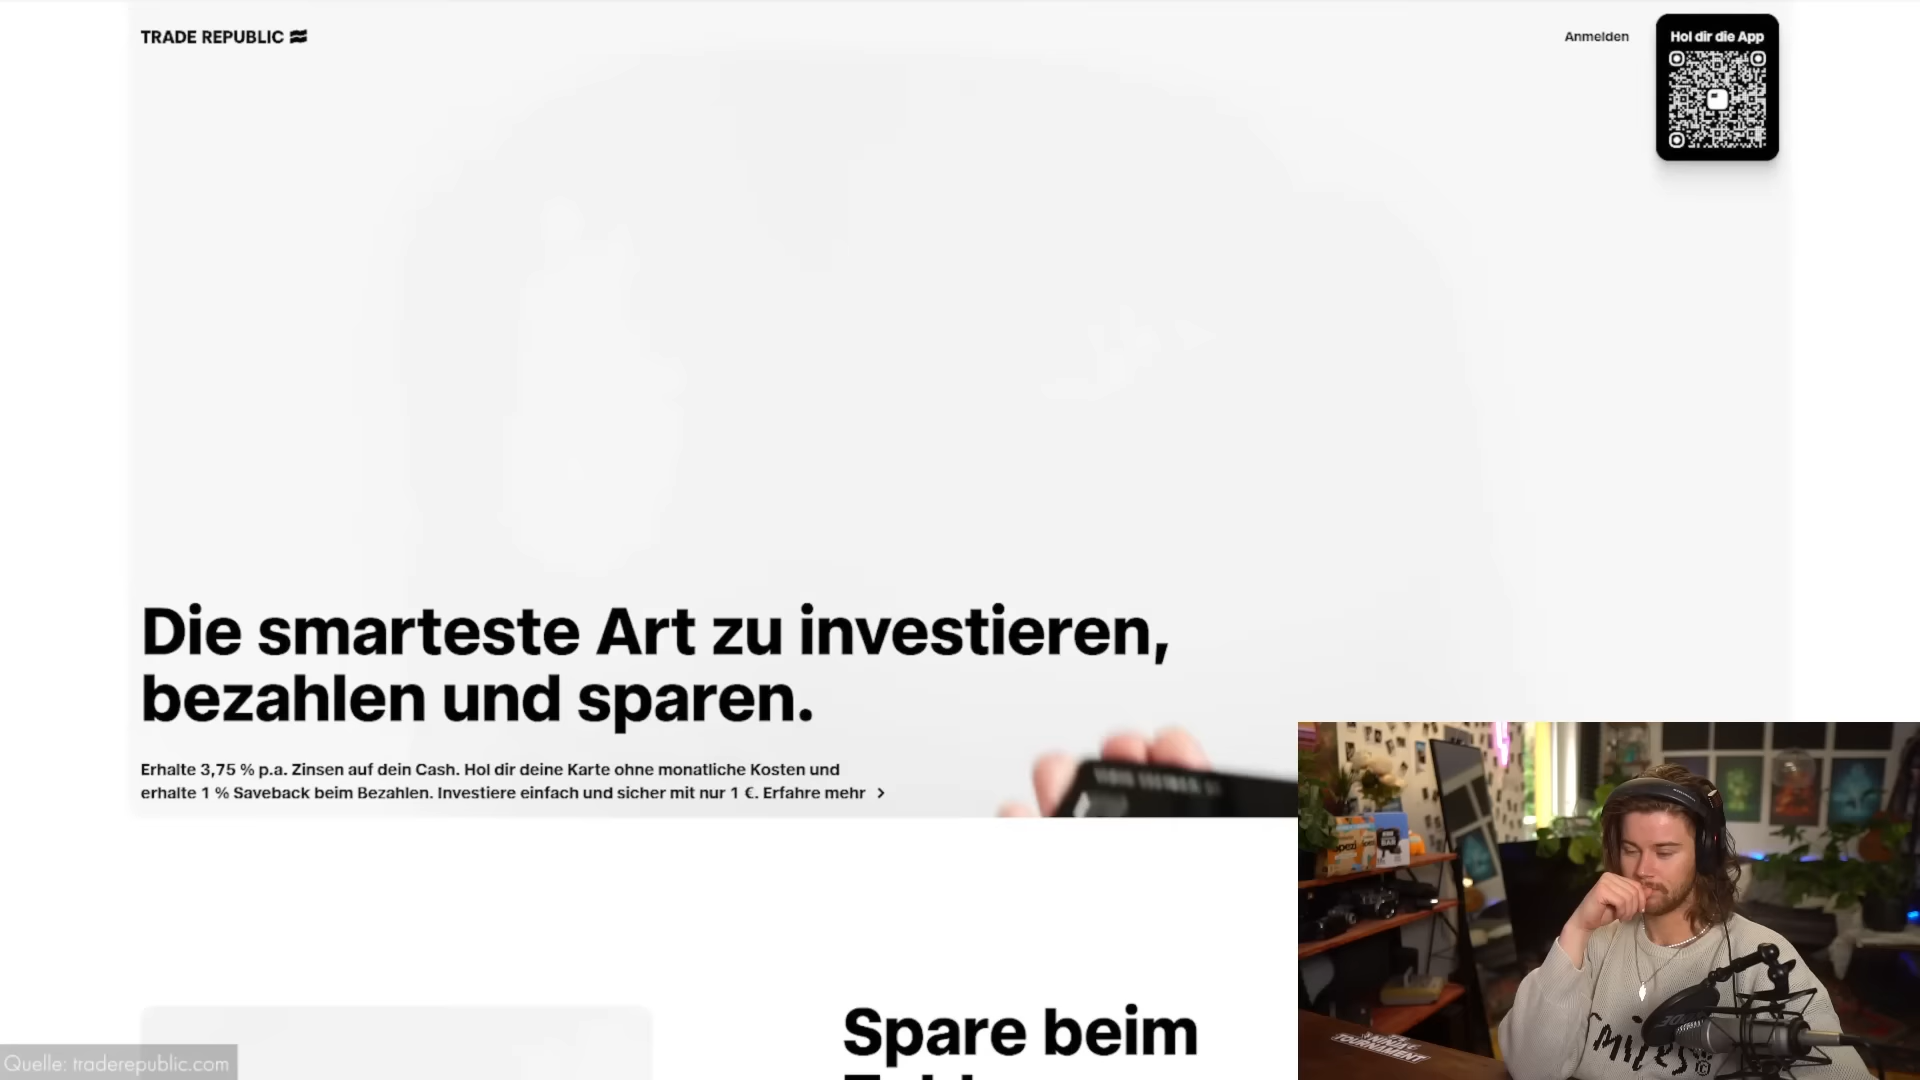 TRADE REPUBLIC
Anmelden
Hol dir die App
Die smarteste Art zu investieren,
bezahlen und sparen.
Erhalte 3,75 % p.a. Zinsen auf dein Cash. Hol dir deine Karte ohne monatliche Kosten und
erhalte 1 % Saveback beim Bezahlen. Investiere einfach und sicher mit nur 1 €. Erfahre mehr >
Spare beim
Quelle: traderepublic.com
TOURNAMENT